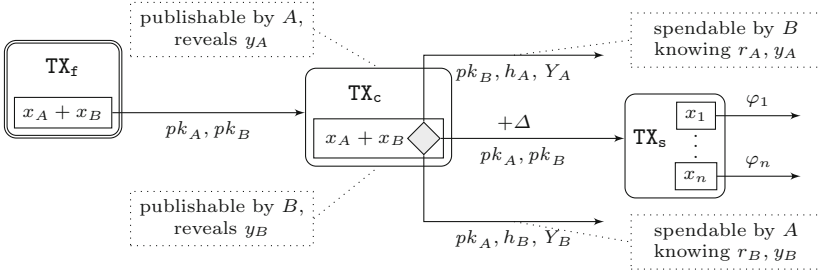 publishable by A,
reveals y_A
TX_f
x_A + x_B
pk_A, pk_B
TX_c
x_A + x_B
publishable by B,
reveals y_B
pk_B, h_A, Y_A
spendable by B
knowing r_A, y_A
+Δ
pk_A, pk_B
TX_s
x_1
⋮
x_n
φ_1
φ_n
pk_A, h_B, Y_B
spendable by A
knowing r_B, y_B